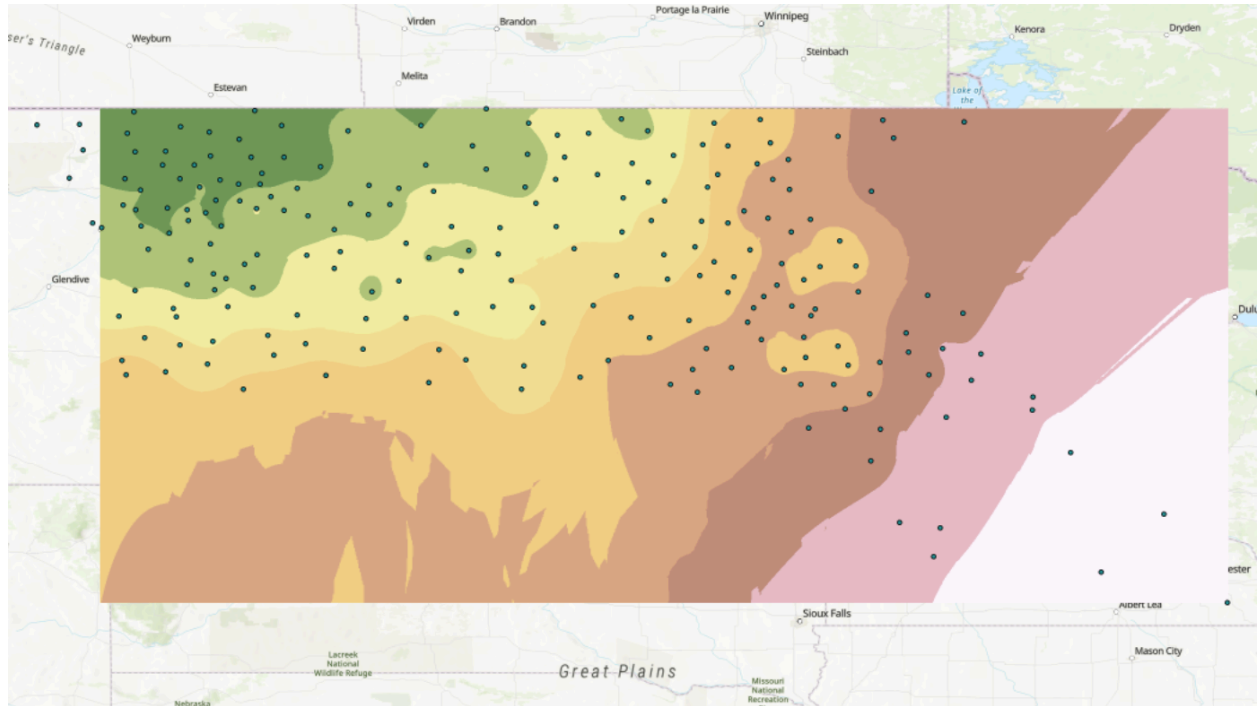 Portage la Prairie
Virden
Brandon
Winnipeg
ser's Triangle
Weyburn
Steinbach
Kenora
Dryden
Melita
Estevan
Lake of
the
Glendive
Dulu
ester
Albert Lea
Sioux Falls
Lacreek
National
Wildlife Refuge
Great Plains
Mason City
Missouri
National
Recreation
Nebraska